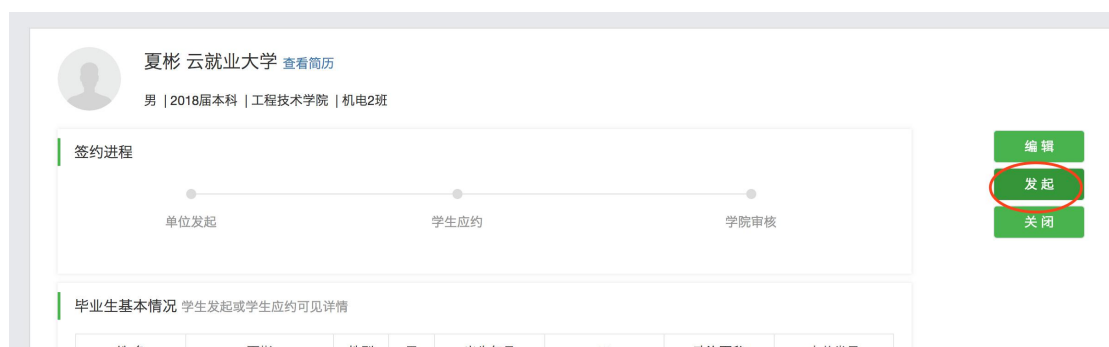 夏彬 云就业大学 查看简历
男 | 2018届本科 | 工程技术学院 | 机电2班
签约进程
单位发起 学生应约 学院审核
编辑
发起
关闭
毕业生基本情况 学生发起或学生应约可见详情